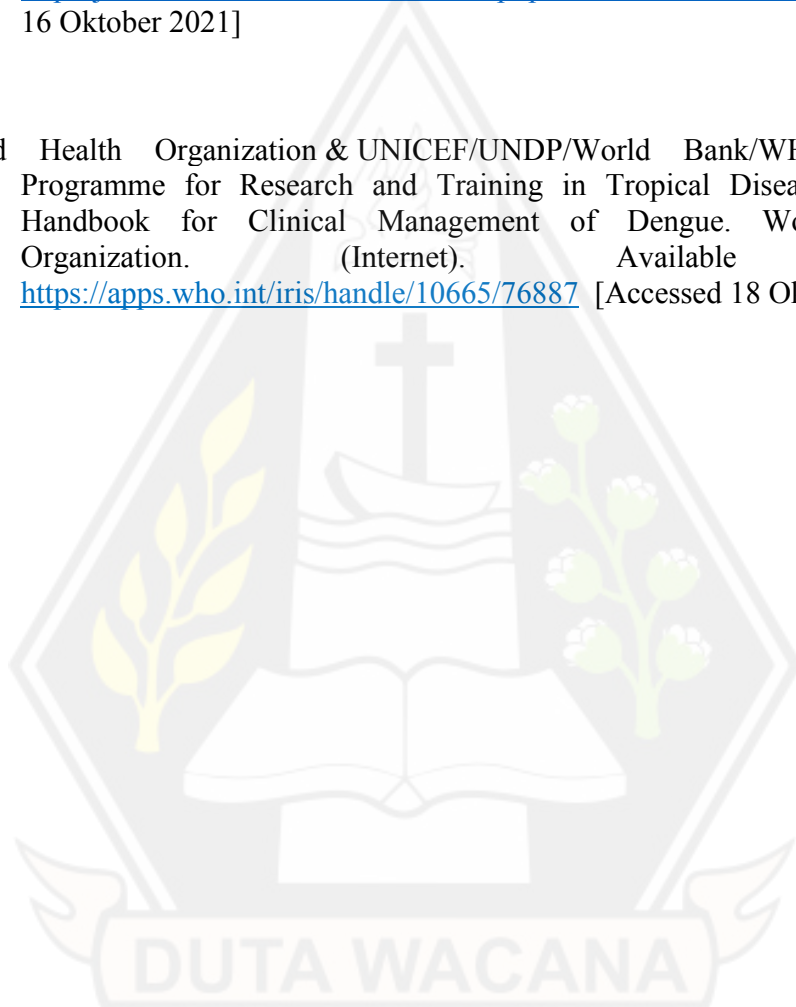 16 Oktober 2021]
Health Organization & UNICEF/UNDP/World Bank/WH
Programme for Research and Training in Tropical Disea
Handbook for Clinical Management of Dengue. Wo
Organization. (Internet). Available
https://apps.who.int/iris/handle/10665/76887 [Accessed 18 Ok
DUTA WACANA